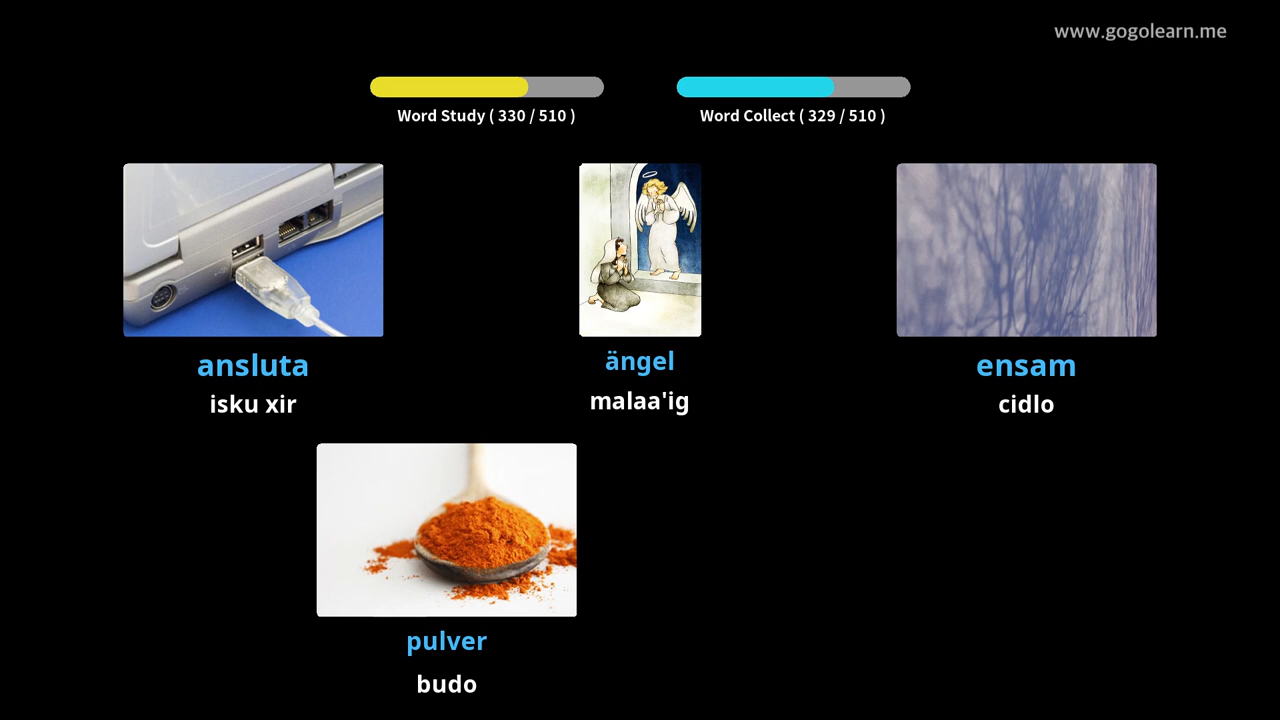 www.gogolearn.me
Word Study ( 330 / 510 )
Word Collect ( 329 / 510 )
ansluta
isku xir
ängel
malaa'ig
ensam
cidlo
pulver
budo